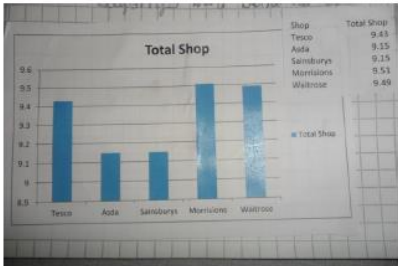 Total Shop
9.6
9.5
9.4
9.3
9.2
9.1
9
8.9
Tesco Asda Sainsburys Morrisions Waitrose
Total Shop
Shop Total Shop
Tesco 9.43
Asda 9.15
Sainsburys 9.15
Morrisions 9.51
Waitrose 9.49